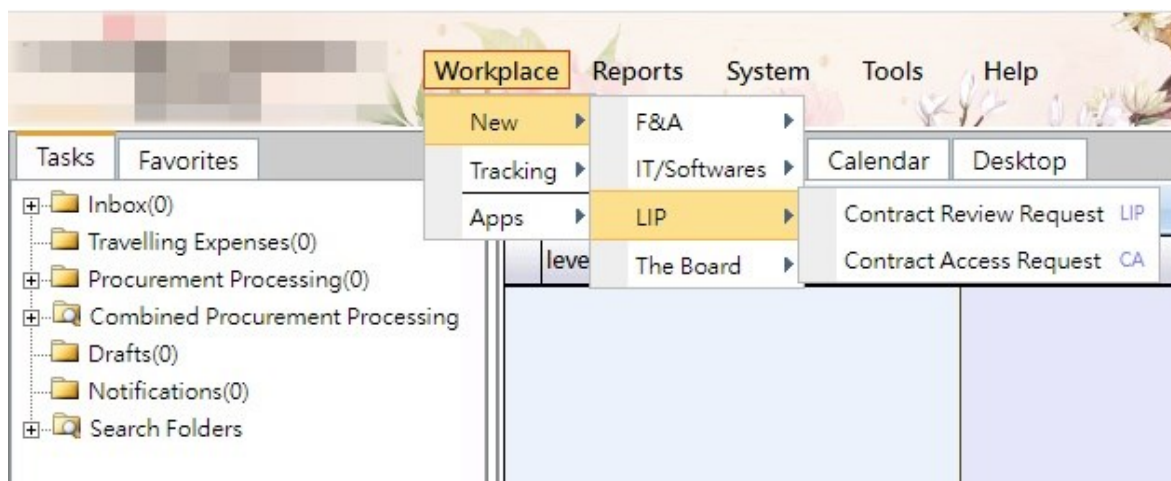 Workplace Reports System Tools Help
New F&A
Tasks Favorites Tracking IT/Softwares Calendar Desktop
Inbox(0) Apps LIP Contract Review Request LIP
Travelling Expenses(0)
leve The Board Contract Access Request CA
Procurement Processing(0)
Combined Procurement Processing
Drafts(0)
Notifications(0)
Search Folders